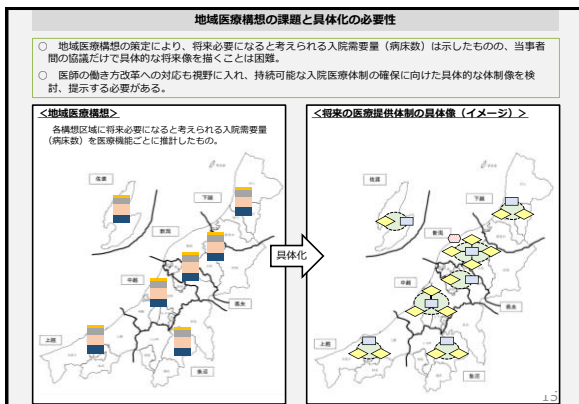 地域医療構想の課題と具体化の必要性
○　地域医療構想の策定により、将来必要になると考えられる入院需要量（病床数）は示したものの、当事者
間の協議だけで具体的な将来像を描くことは困難。
○　医師の働き方改革への対応も視野に入れ、持続可能な入院医療体制の確保に向けた具体的な体制像を検
討、提示する必要がある。
＜地域医療構想＞
各構想区域に将来必要になると考えられる入院需要量
（病床数）を医療機能ごとに推計したもの。
佐渡
下越
新潟
中越
県央
上越
魚沼
具体化
＜将来の医療提供体制の具体像（イメージ）＞
佐渡
下越
新潟
中越
県央
上越
魚沼
15